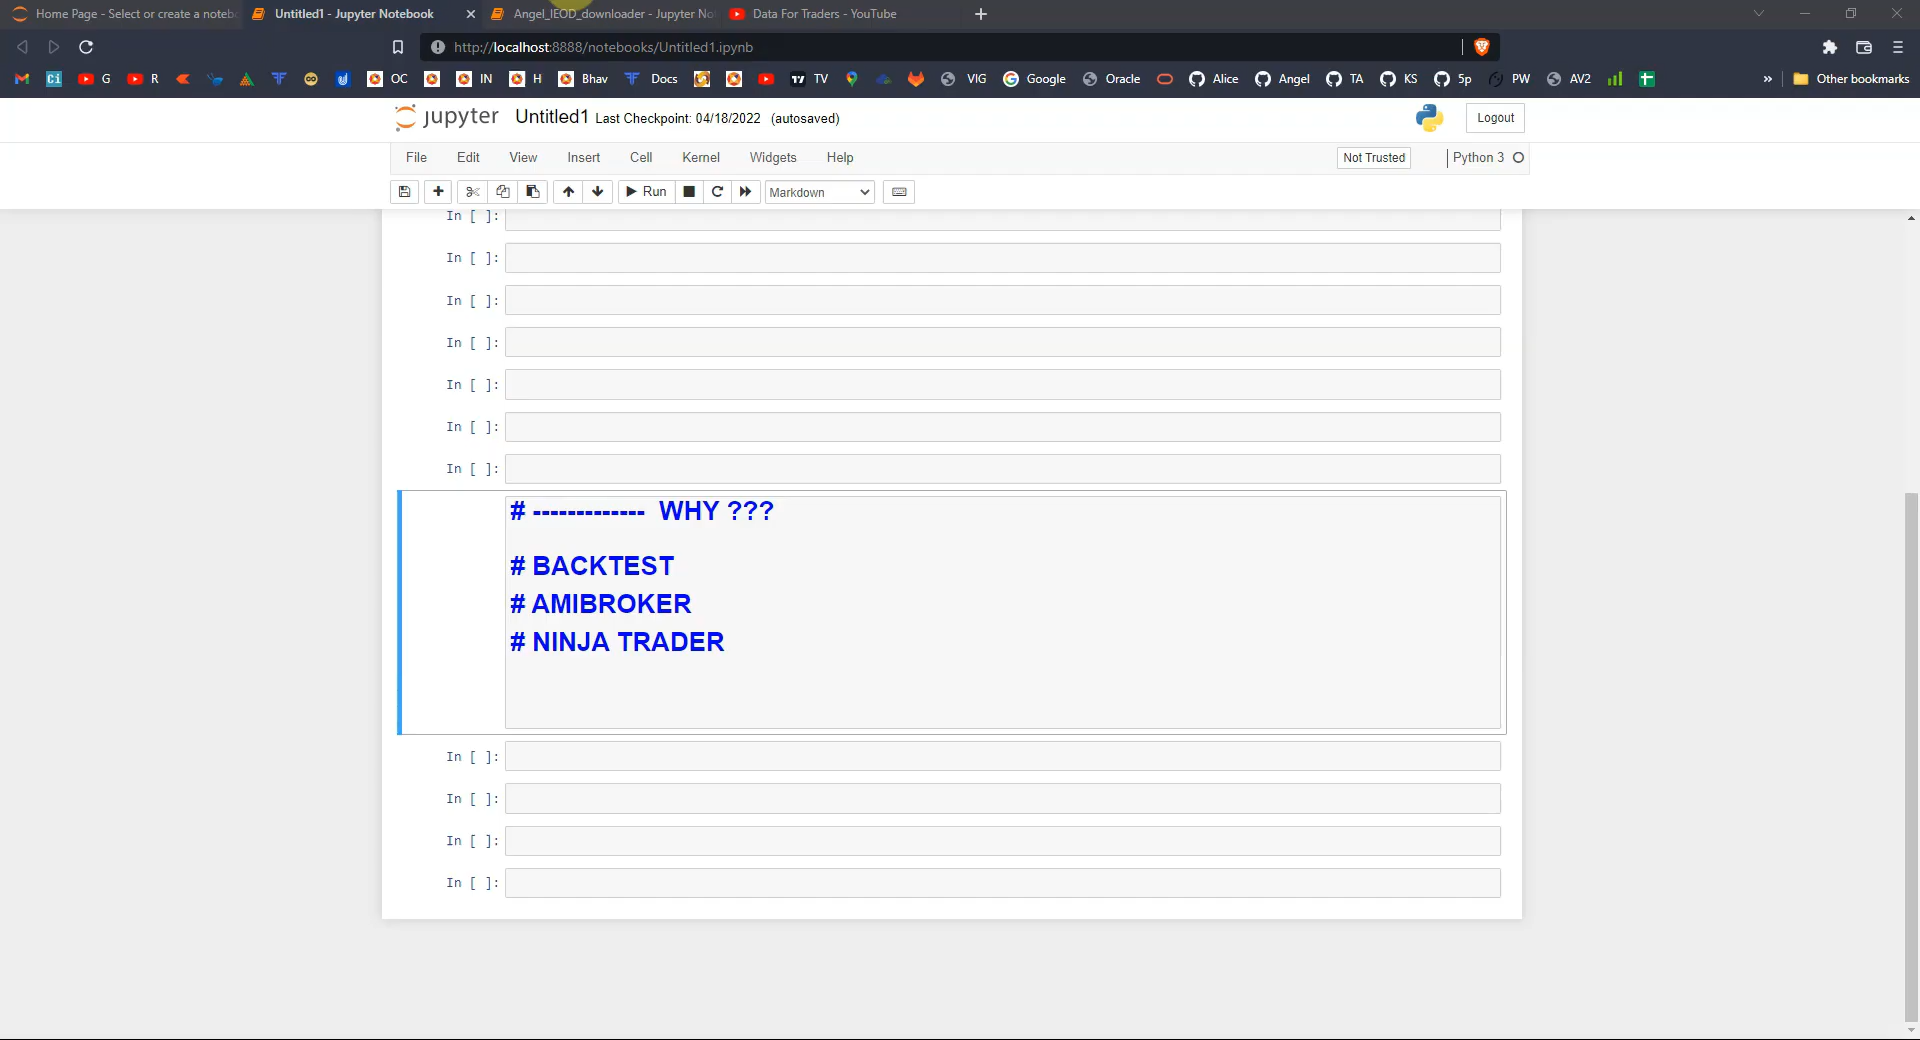 Home Page - Select or create a noteb
Untitled1 - Jupyter Notebook
Angel_IEOD_downloader - Jupyter No
Data For Traders - YouTube
http://localhost:8888/notebooks/Untitled1.ipynb
Ci G R OC IN H Bhav Docs TV VIG Google Oracle Alice Angel TA KS 5p PW AV2 » Other bookmarks
jupyter Untitled1 Last Checkpoint: 04/18/2022 (autosaved)
Logout
File Edit View Insert Cell Kernel Widgets Help
Not Trusted
Python 3
Run
Markdown
In [ ]:
In [ ]:
In [ ]:
In [ ]:
In [ ]:
In [ ]:
In [ ]:
# ------------- WHY ???
# BACKTEST
# AMIBROKER
# NINJA TRADER
In [ ]:
In [ ]:
In [ ]:
In [ ]: